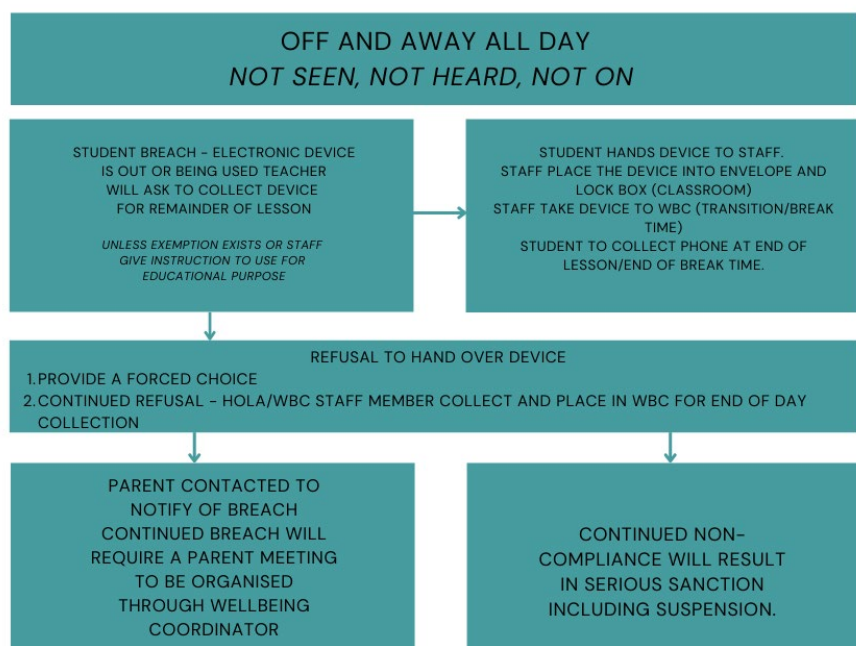 OFF AND AWAY ALL DAY
NOT SEEN, NOT HEARD, NOT ON
STUDENT BREACH - ELECTRONIC DEVICE
IS OUT OR BEING USED TEACHER
WILL ASK TO COLLECT DEVICE
FOR REMAINDER OF LESSON
UNLESS EXEMPTION EXISTS OR STAFF
GIVE INSTRUCTION TO USE FOR
EDUCATIONAL PURPOSE
STUDENT HANDS DEVICE TO STAFF.
STAFF PLACE THE DEVICE INTO ENVELOPE AND
LOCK BOX (CLASSROOM)
STAFF TAKE DEVICE TO WBC (TRANSITION/BREAK
TIME)
STUDENT TO COLLECT PHONE AT END OF
LESSON/END OF BREAK TIME.
REFUSAL TO HAND OVER DEVICE
1.PROVIDE A FORCED CHOICE
2.CONTINUED REFUSAL - HOLA/WBC STAFF MEMBER COLLECT AND PLACE IN WBC FOR END OF DAY
COLLECTION
PARENT CONTACTED TO
NOTIFY OF BREACH
CONTINUED BREACH WILL
REQUIRE A PARENT MEETING
TO BE ORGANISED
THROUGH WELLBEING
COORDINATOR
CONTINUED NON-
COMPLIANCE WILL RESULT
IN SERIOUS SANCTION
INCLUDING SUSPENSION.